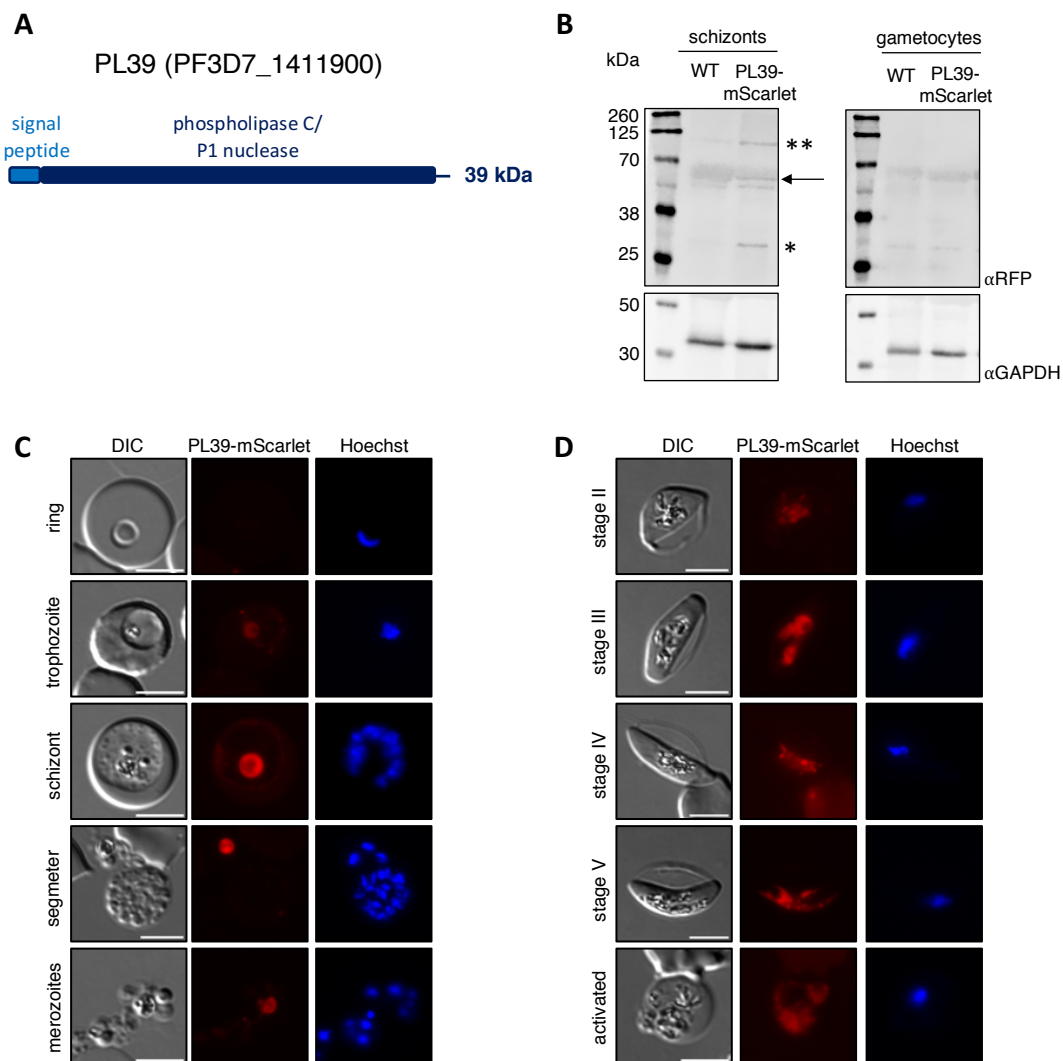 A
PL39 (PF3D7_1411900)
signal
peptide
phospholipase C/
P1 nuclease
39 kDa
B
schizonts
gametocytes
kDa
WT
PL39-
mScarlet
WT
PL39-
mScarlet
260
125
70
38
25
**
*
αRFP
50
30
αGAPDH
C
DIC
PL39-mScarlet
Hoechst
ring
trophozoite
schizont
segmeter
merozoites
D
DIC
PL39-mScarlet
Hoechst
stage II
stage III
stage IV
stage V
activated